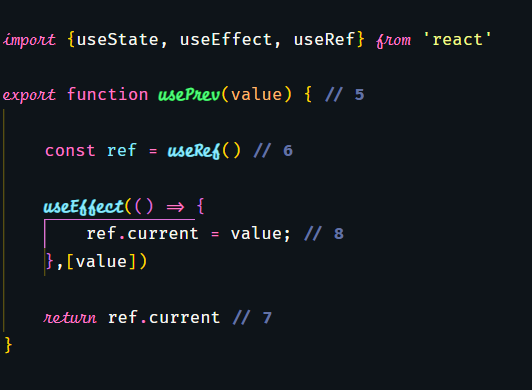 import {useState, useEffect, useRef} from 'react'
export function usePrev(value) { // 5
const ref = useRef() // 6
useEffect(() => {
ref.current = value; // 8
},[value])
return ref.current // 7
}